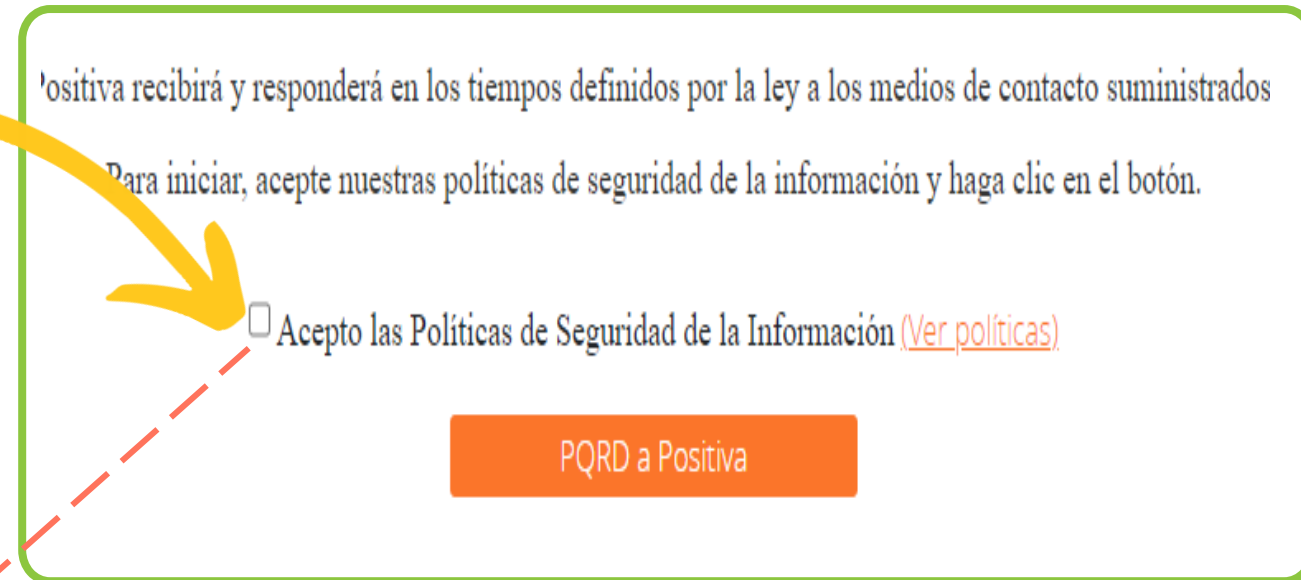 Positiva recibirá y responderá en los tiempos definidos por la ley a los medios de contacto suministrados
Para iniciar, acepte nuestras políticas de seguridad de la información y haga clic en el botón.
Acepto las Políticas de Seguridad de la Información (Ver políticas)
PQRD a Positiva